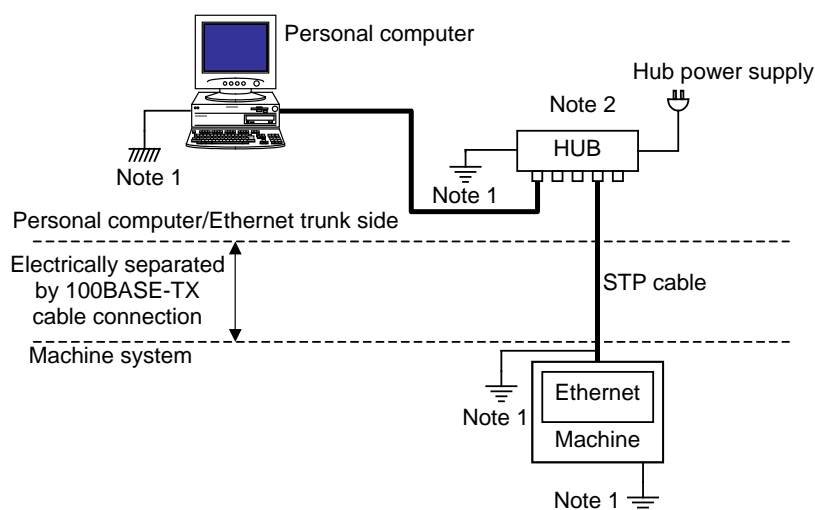 Personal computer
Hub power supply
Note 2
HUB
Note 1
Note 1
Personal computer/Ethernet trunk side
Electrically separated
by 100BASE-TX
cable connection
STP cable
Machine system
Ethernet
Note 1
Machine
Note 1